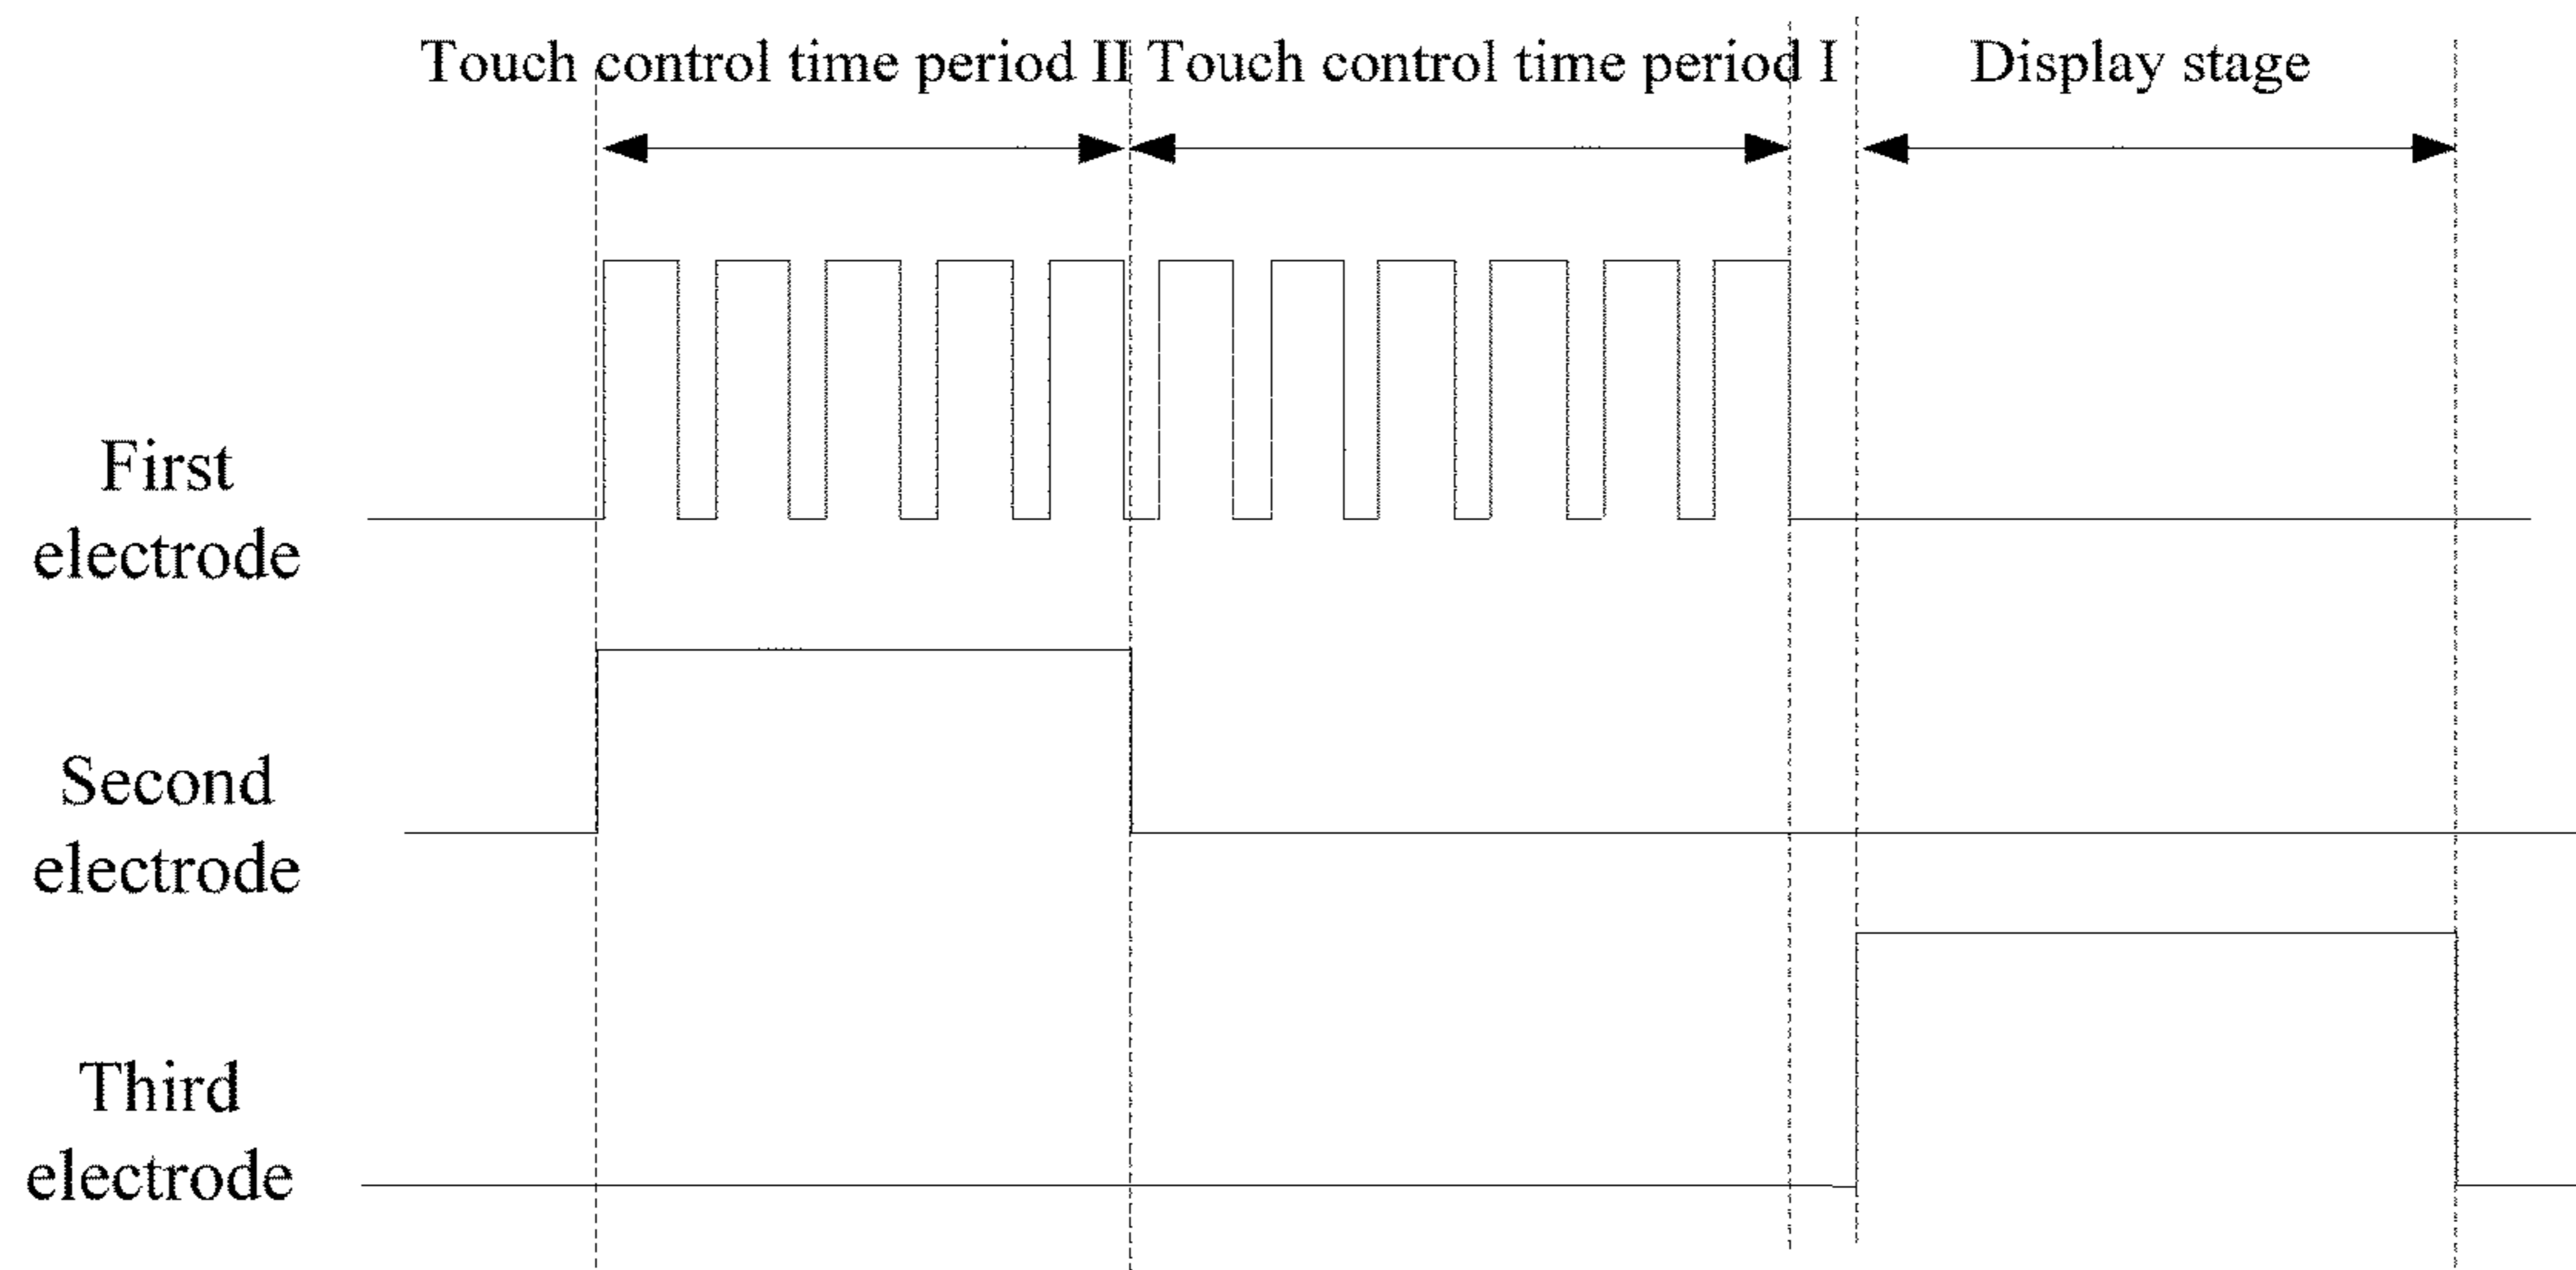 Touch control time period II
Touch control time period I
Display stage
First
electrode
Second
electrode
Third
electrode